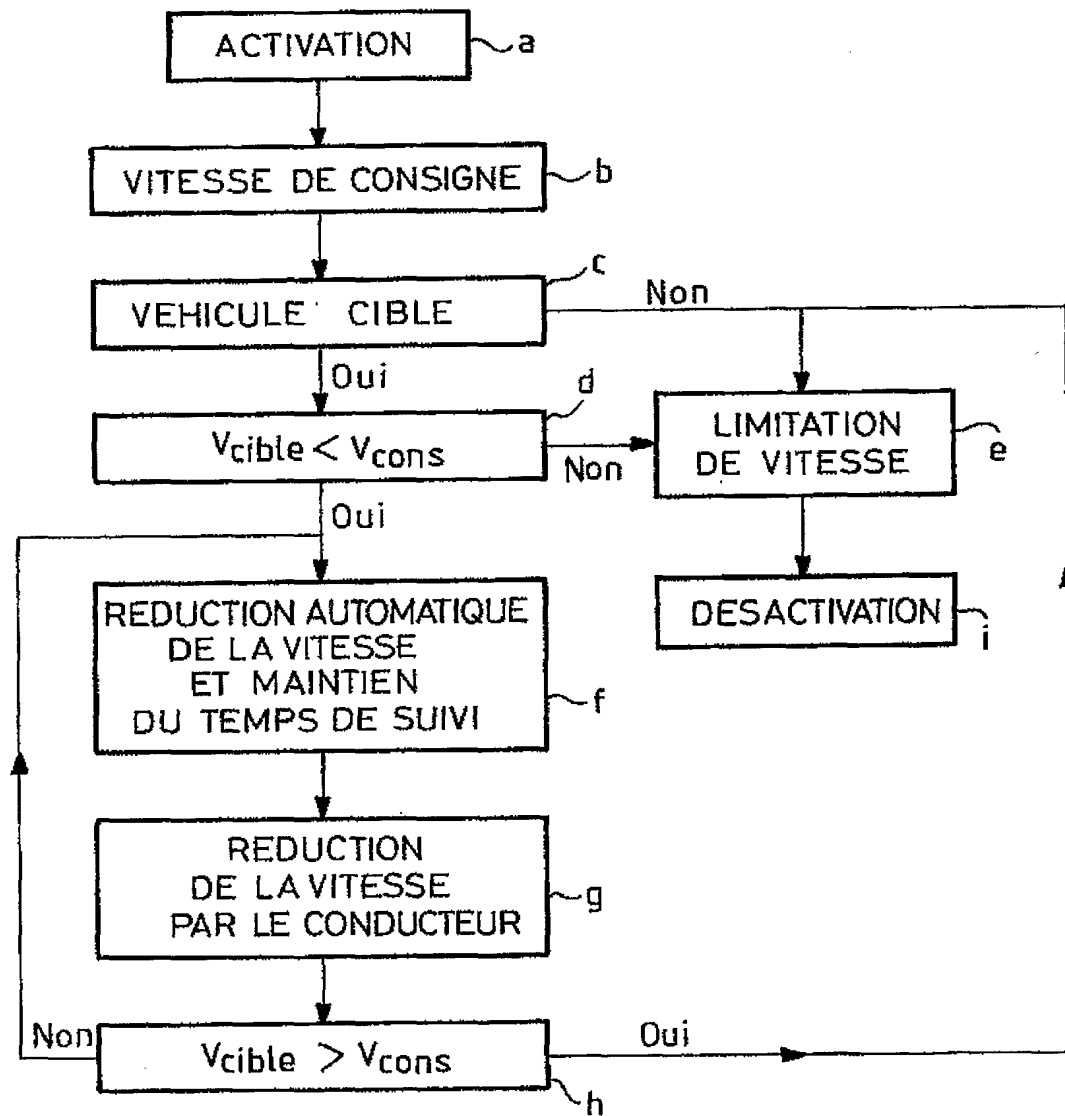 ACTIVATION
a
VITESSE DE CONSIGNE
b
VEHICULE CIBLE
c
Non
Oui
Vcible < Vcons
d
Non
LIMITATION
DE VITESSE
e
Oui
REDUCTION AUTOMATIQUE
DE LA VITESSE
ET MAINTIEN
DU TEMPS DE SUIVI
f
DESACTIVATION
i
REDUCTION
DE LA VITESSE
PAR LE CONDUCTEUR
g
Non
Vcible > Vcons
h
Oui